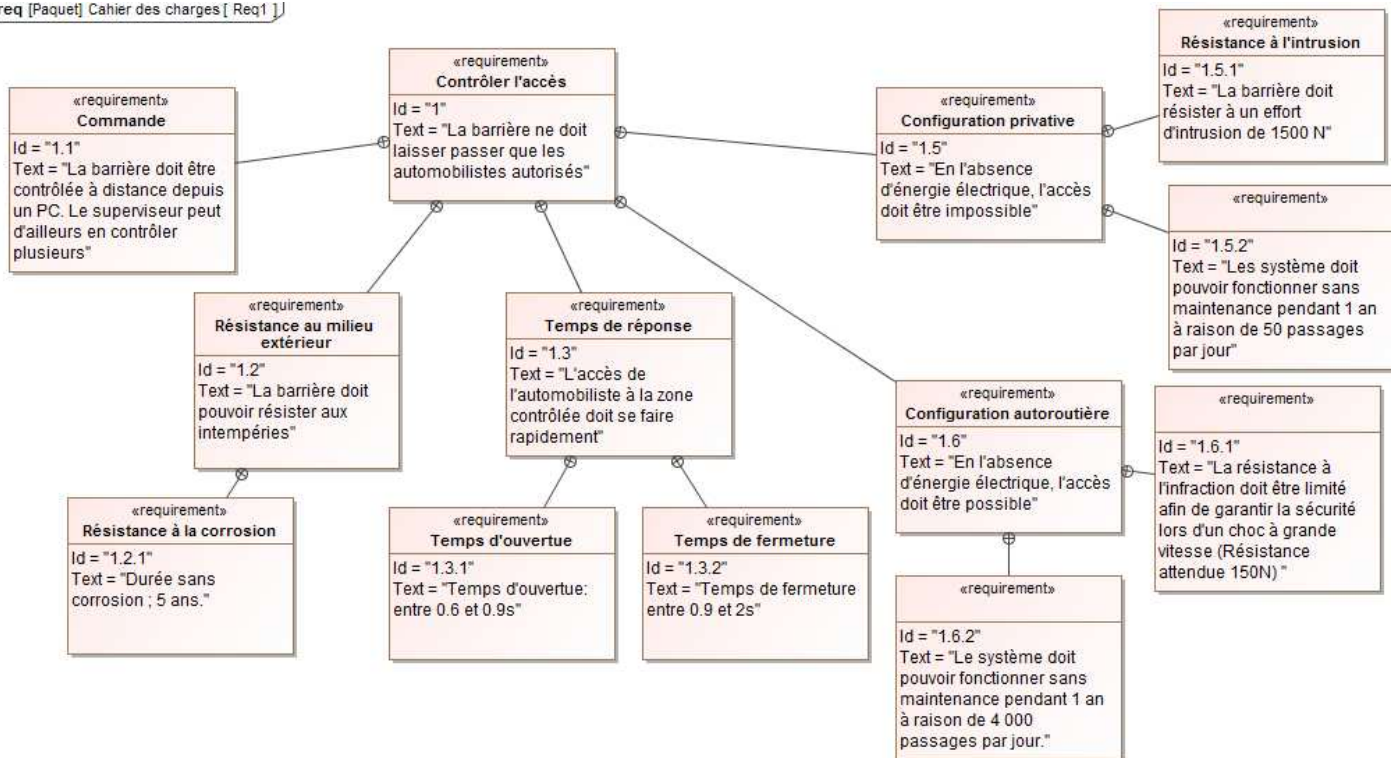 req [Paquet] Cahier des charges [ Req1 ]
«requirement»
Contrôler l'accès
Id = "1"
Text = "La barrière ne doit
laisser passer que les
automobilistes autorisés"
«requirement»
Commande
Id = "1.1"
Text = "La barrière doit être
contrôlée à distance depuis
un PC. Le superviseur peut
d'ailleurs en contrôler
plusieurs"
«requirement»
Résistance au milieu
extérieur
Id = "1.2"
Text = "La barrière doit
pouvoir résister aux
intempéries"
«requirement»
Résistance à la corrosion
Id = "1.2.1"
Text = "Durée sans
corrosion ; 5 ans."
«requirement»
Temps de réponse
Id = "1.3"
Text = "L'accès de
l'automobiliste à la zone
contrôlée doit se faire
rapidement"
«requirement»
Temps d'ouvertue
Id = "1.3.1"
Text = "Temps d'ouvertue:
entre 0.6 et 0.9s"
«requirement»
Temps de fermeture
Id = "1.3.2"
Text = "Temps de fermeture
entre 0.9 et 2s"
«requirement»
Configuration privative
Id = "1.5"
Text = "En l'absence
d'énergie électrique, l'accès
doit être impossible"
«requirement»
Résistance à l'intrusion
Id = "1.5.1"
Text = "La barrière doit
résister à un effort
d'intrusion de 1500 N"
«requirement»
Id = "1.5.2"
Text = "Les système doit
pouvoir fonctionner sans
maintenance pendant 1 an
à raison de 50 passages
par jour"
«requirement»
Configuration autoroutière
Id = "1.6"
Text = "En l'absence
d'énergie électrique, l'accès
doit être possible"
«requirement»
Id = "1.6.1"
Text = "La résistance à
l'infraction doit être limité
afin de garantir la sécurité
lors d'un choc à grande
vitesse (Résistance
attendue 150N) "
«requirement»
Id = "1.6.2"
Text = "Le système doit
pouvoir fonctionner sans
maintenance pendant 1 an
à raison de 4 000
passages par jour."